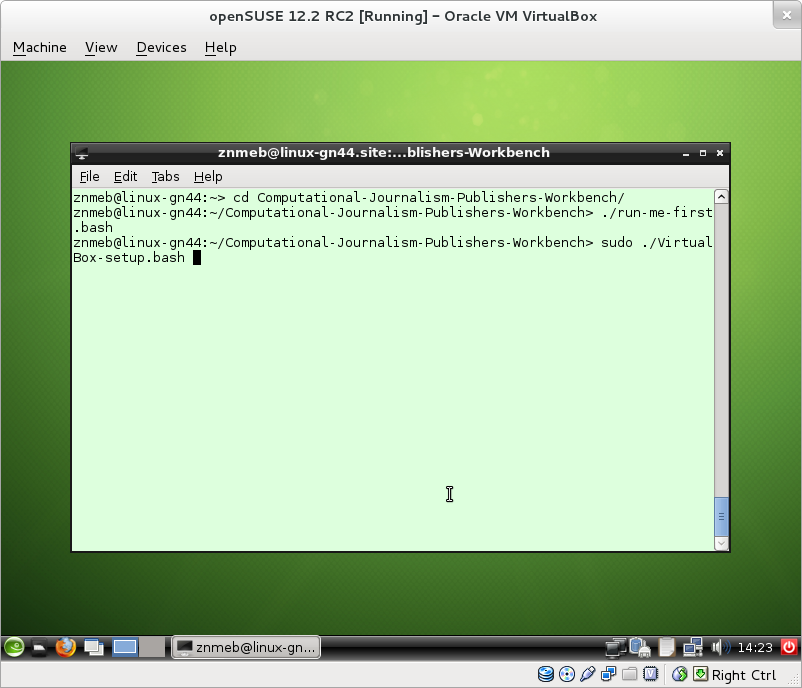 openSUSE 12.2 RC2 [Running] – Oracle VM VirtualBox
Machine View Devices Help
znmeb@linux-gn44.site:...blishers-Workbench
File Edit Tabs Help
znmeb@linux-gn44:~> cd Computational-Journalism-Publishers-Workbench/
znmeb@linux-gn44:~/Computational-Journalism-Publishers-Workbench> ./run-me-first
.bash
znmeb@linux-gn44:~/Computational-Journalism-Publishers-Workbench> sudo ./Virtual
Box-setup.bash
znmeb@linux-gn... 14:23
Right Ctrl